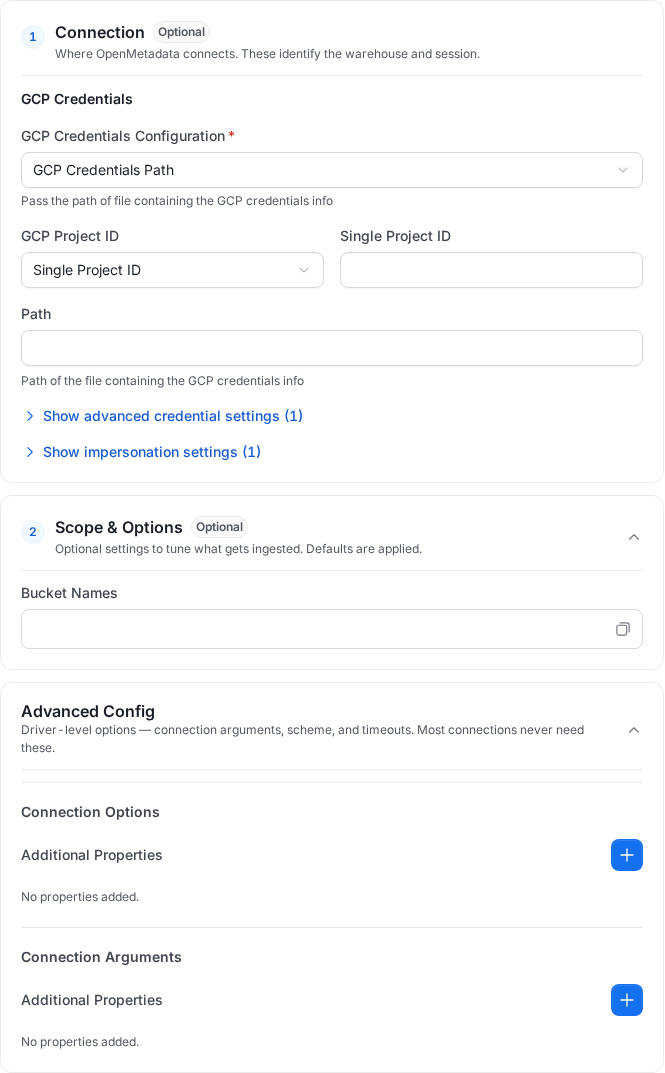 1 Connection Optional
Where OpenMetadata connects. These identify the warehouse and session.
GCP Credentials
GCP Credentials Configuration *
GCP Credentials Path
Pass the path of file containing the GCP credentials info
GCP Project ID Single Project ID
Single Project ID
Path
Path of the file containing the GCP credentials info
Show advanced credential settings (1)
Show impersonation settings (1)
2 Scope & Options Optional
Optional settings to tune what gets ingested. Defaults are applied.
Bucket Names
Advanced Config
Driver-level options — connection arguments, scheme, and timeouts. Most connections never need
these.
Connection Options
Additional Properties
No properties added.
Connection Arguments
Additional Properties
No properties added.